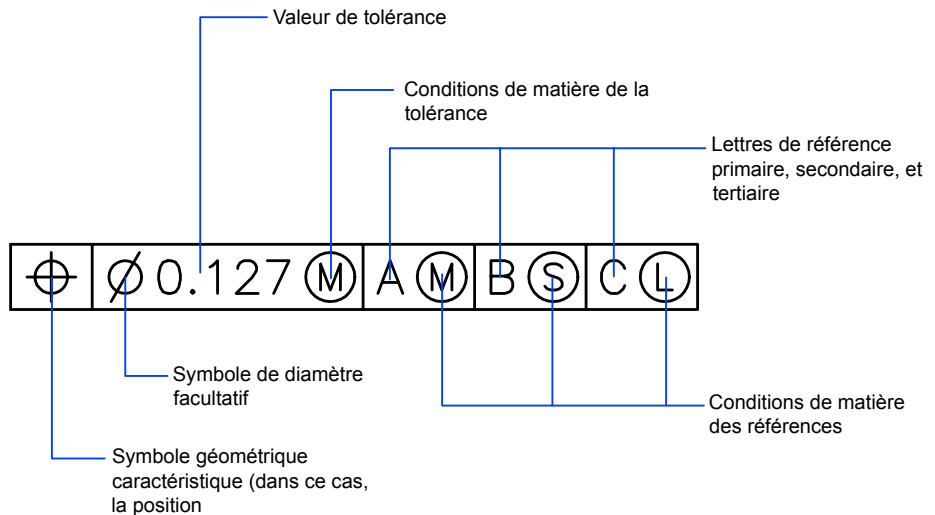 Valeur de tolérance
Conditions de matière de la
tolérance
Lettres de référence
primaire, secondaire, et
tertiaire
⌖ Ø 0.127 Ⓜ A Ⓜ B Ⓢ C Ⓛ
Symbole de diamètre
facultatif
Conditions de matière
des références
Symbole géométrique
caractéristique (dans ce cas,
la position